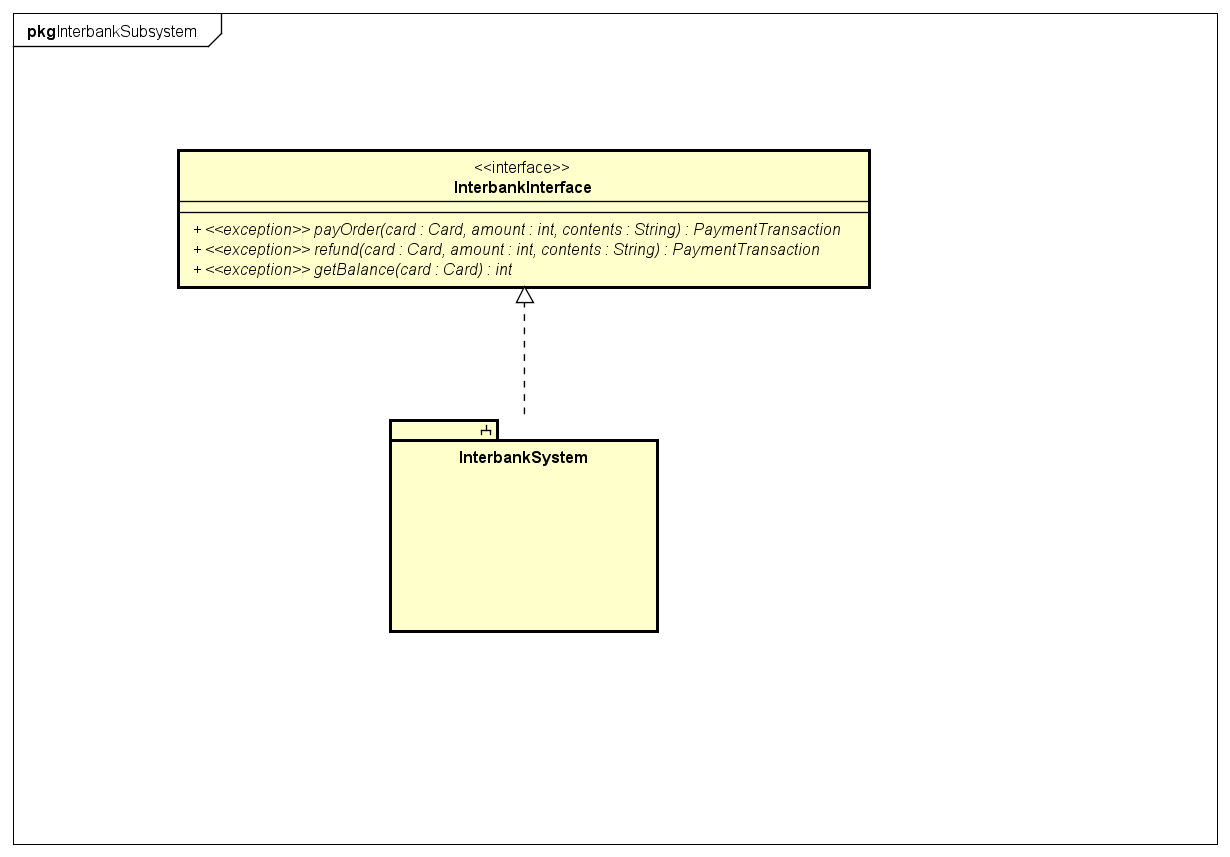 pkgInterbankSubsystem
<<interface>>
InterbankInterface
+ <<exception>> payOrder(card : Card, amount : int, contents : String) : PaymentTransaction
+ <<exception>> refund(card : Card, amount : int, contents : String) : PaymentTransaction
+ <<exception>> getBalance(card : Card) : int
InterbankSystem